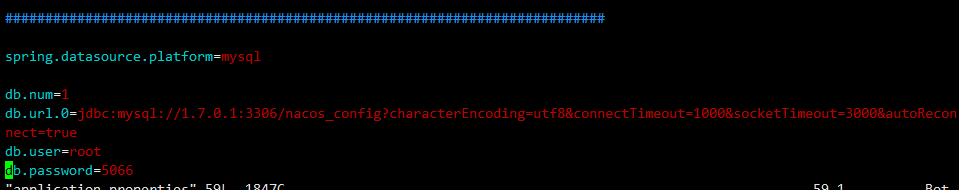 ###########################################################################
spring.datasource.platform=mysql
db.num=1
db.url.0=jdbc:mysql://1.7.0.1:3306/nacos_config?characterEncoding=utf8&connectTimeout=1000&socketTimeout=3000&autoRecon
nect=true
db.user=root
db.password=5066
"application.properties" 59L, 1847C 59,1 Bot